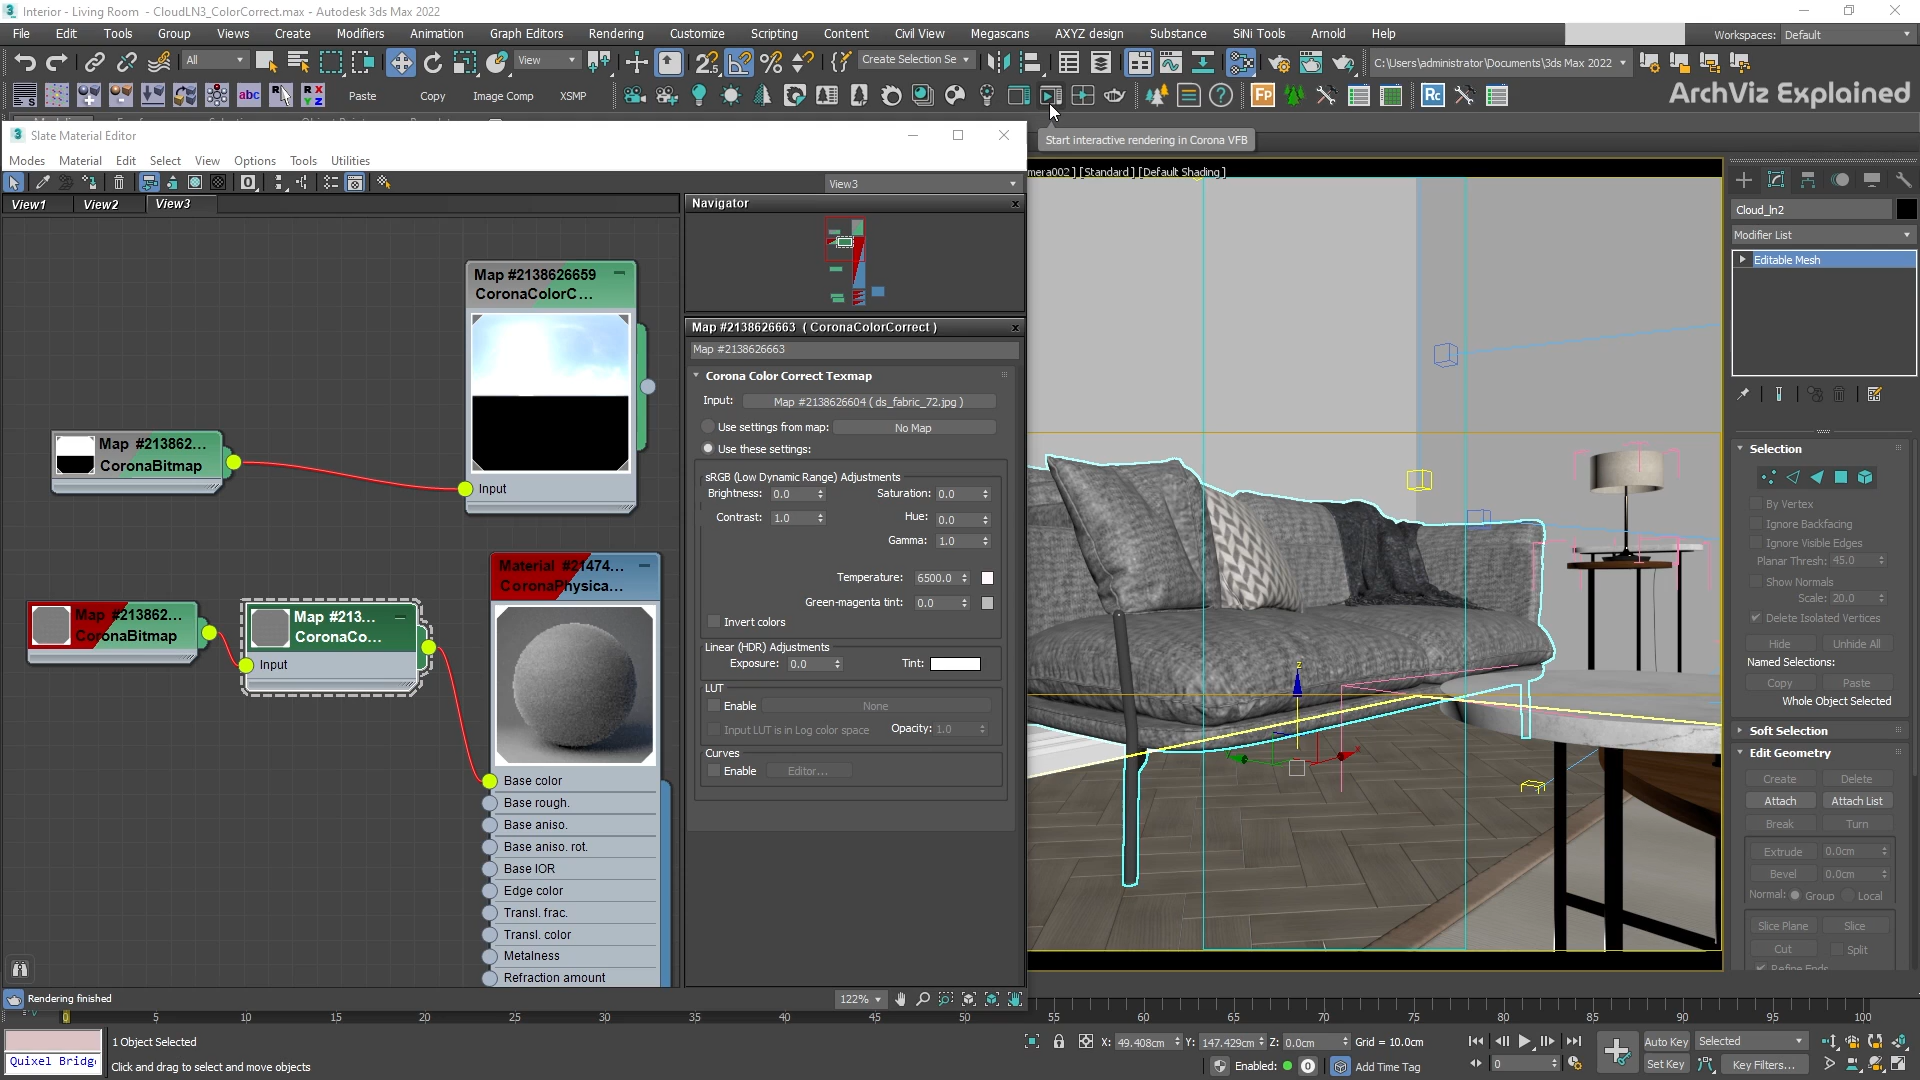 Interior - Living Room - CloudLN3_ColorCorrect.max - Autodesk 3ds Max 2022
File Edit Tools Group Views Create Modifiers Animation Graph Editors Rendering Customize Scripting Content Civil View Megascans AXYZ design Substance SiNi Tools Arnold Help Workspaces: Default
All View Create Selection Se C:\Users\administrator\Documents\3ds Max 2022
abc Paste Copy Image Comp XSMP Fp Rc
ArchViz Explained
Start interactive rendering in Corona VFB
Slate Material Editor
Modes Material Edit Select View Options Tools Utilities
View3
View1 View2 View3
Navigator
Map #2138626659
CoronaColorC...
Input
Map #213862...
CoronaBitmap
Map #213862...
CoronaBitmap
Map #213...
CoronaCo...
Input
Material #21474...
CoronaPhysica...
Base color
Base rough.
Base aniso.
Base aniso. rot.
Base IOR
Edge color
Transl. frac.
Transl. color
Metalness
Refraction amount
Map #2138626663 ( CoronaColorCorrect )
Map #2138626663
Corona Color Correct Texmap
Input: Map #2138626604 ( ds_fabric_72.jpg )
Use settings from map: No Map
Use these settings:
sRGB (Low Dynamic Range) Adjustments
Brightness: 0.0 Saturation: 0.0
Contrast: 1.0 Hue: 0.0
Gamma: 1.0
Temperature: 6500.0
Green-magenta tint: 0.0
Invert colors
Linear (HDR) Adjustments
Exposure: 0.0 Tint:
LUT
Enable None
Input LUT is in Log color space Opacity: 1.0
Curves
Enable Editor...
mera002 ] [Standard ] [Default Shading ]
Cloud_ln2
Modifier List
Editable Mesh
Selection
By Vertex
Ignore Backfacing
Ignore Visible Edges
Planar Thresh: 45.0
Show Normals
Scale: 20.0
Delete Isolated Vertices
Hide Unhide All
Named Selections:
Copy Paste
Whole Object Selected
Soft Selection
Edit Geometry
Create Delete
Attach Attach List
Break Turn
Extrude 0.0cm
Bevel 0.0cm
Normal: Group Local
Slice Plane Slice
Cut Split
Refine Ends
Rendering finished
122%
0 5 10 15 20 25 30 35 40 45 50 55 60 65 70 75 80 85 90 95 100
Quixel Bridg
1 Object Selected
Click and drag to select and move objects
X: 49.408cm Y: 147.429cm Z: 0.0cm Grid = 10.0cm
Enabled: 0 Add Time Tag
0
Auto Key Selected
Set Key Key Filters...